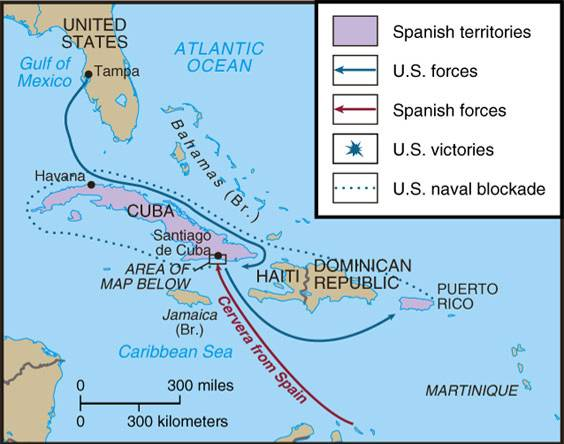 UNITED
STATES
ATLANTIC
OCEAN
Gulf of
Mexico
Tampa
Bahamas (Br.)
Havana
CUBA
Santiago
de Cuba
AREA OF
MAP BELOW
HAITI
DOMINICAN
REPUBLIC
PUERTO
RICO
Jamaica
(Br.)
Cervera from Spain
Caribbean Sea
MARTINIQUE
0 300 miles
0 300 kilometers
Spanish territories
U.S. forces
Spanish forces
U.S. victories
U.S. naval blockade